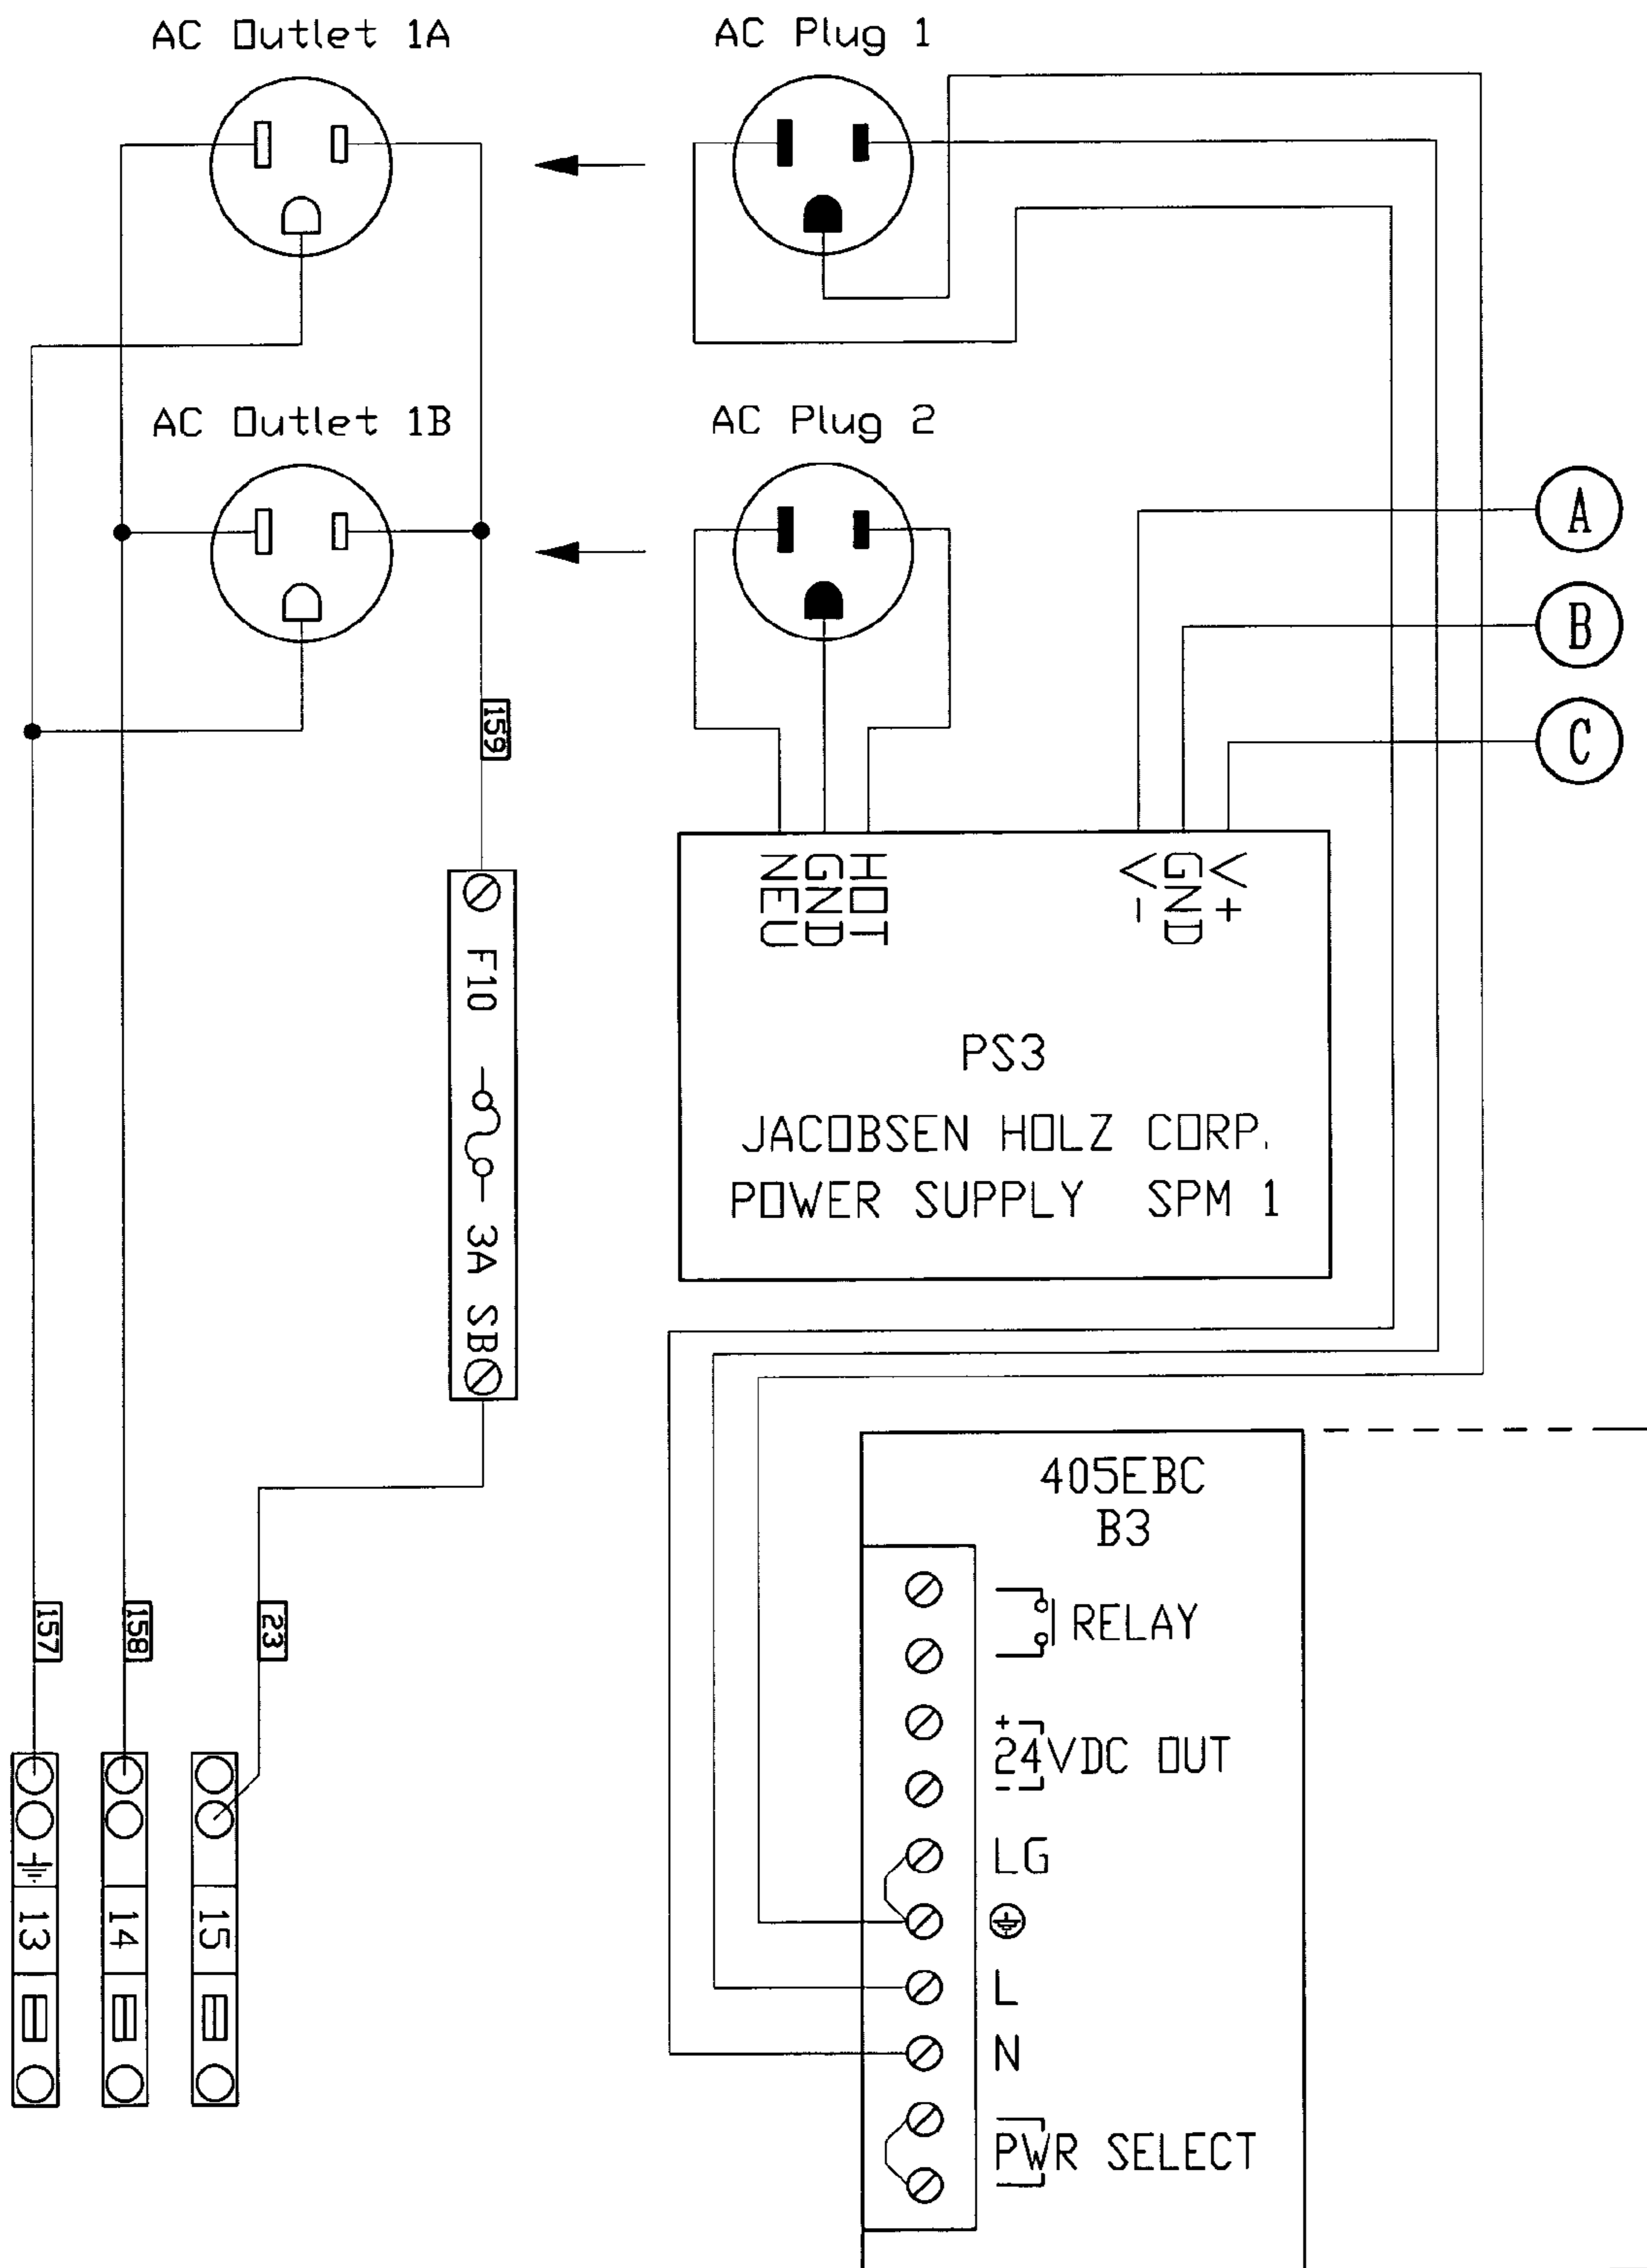 AC Outlet 1A
AC Plug 1
AC Outlet 1B
AC Plug 2
A
B
C
159
NEU
GND
HOT
V -
GND
V +
F10
3A SB
PS3
JACOBSEN HOLZ CORP.
POWER SUPPLY SPM 1
405EBC
B3
RELAY
+
24VDC OUT
-
LG
L
N
PWR SELECT
157
158
23
13
14
15